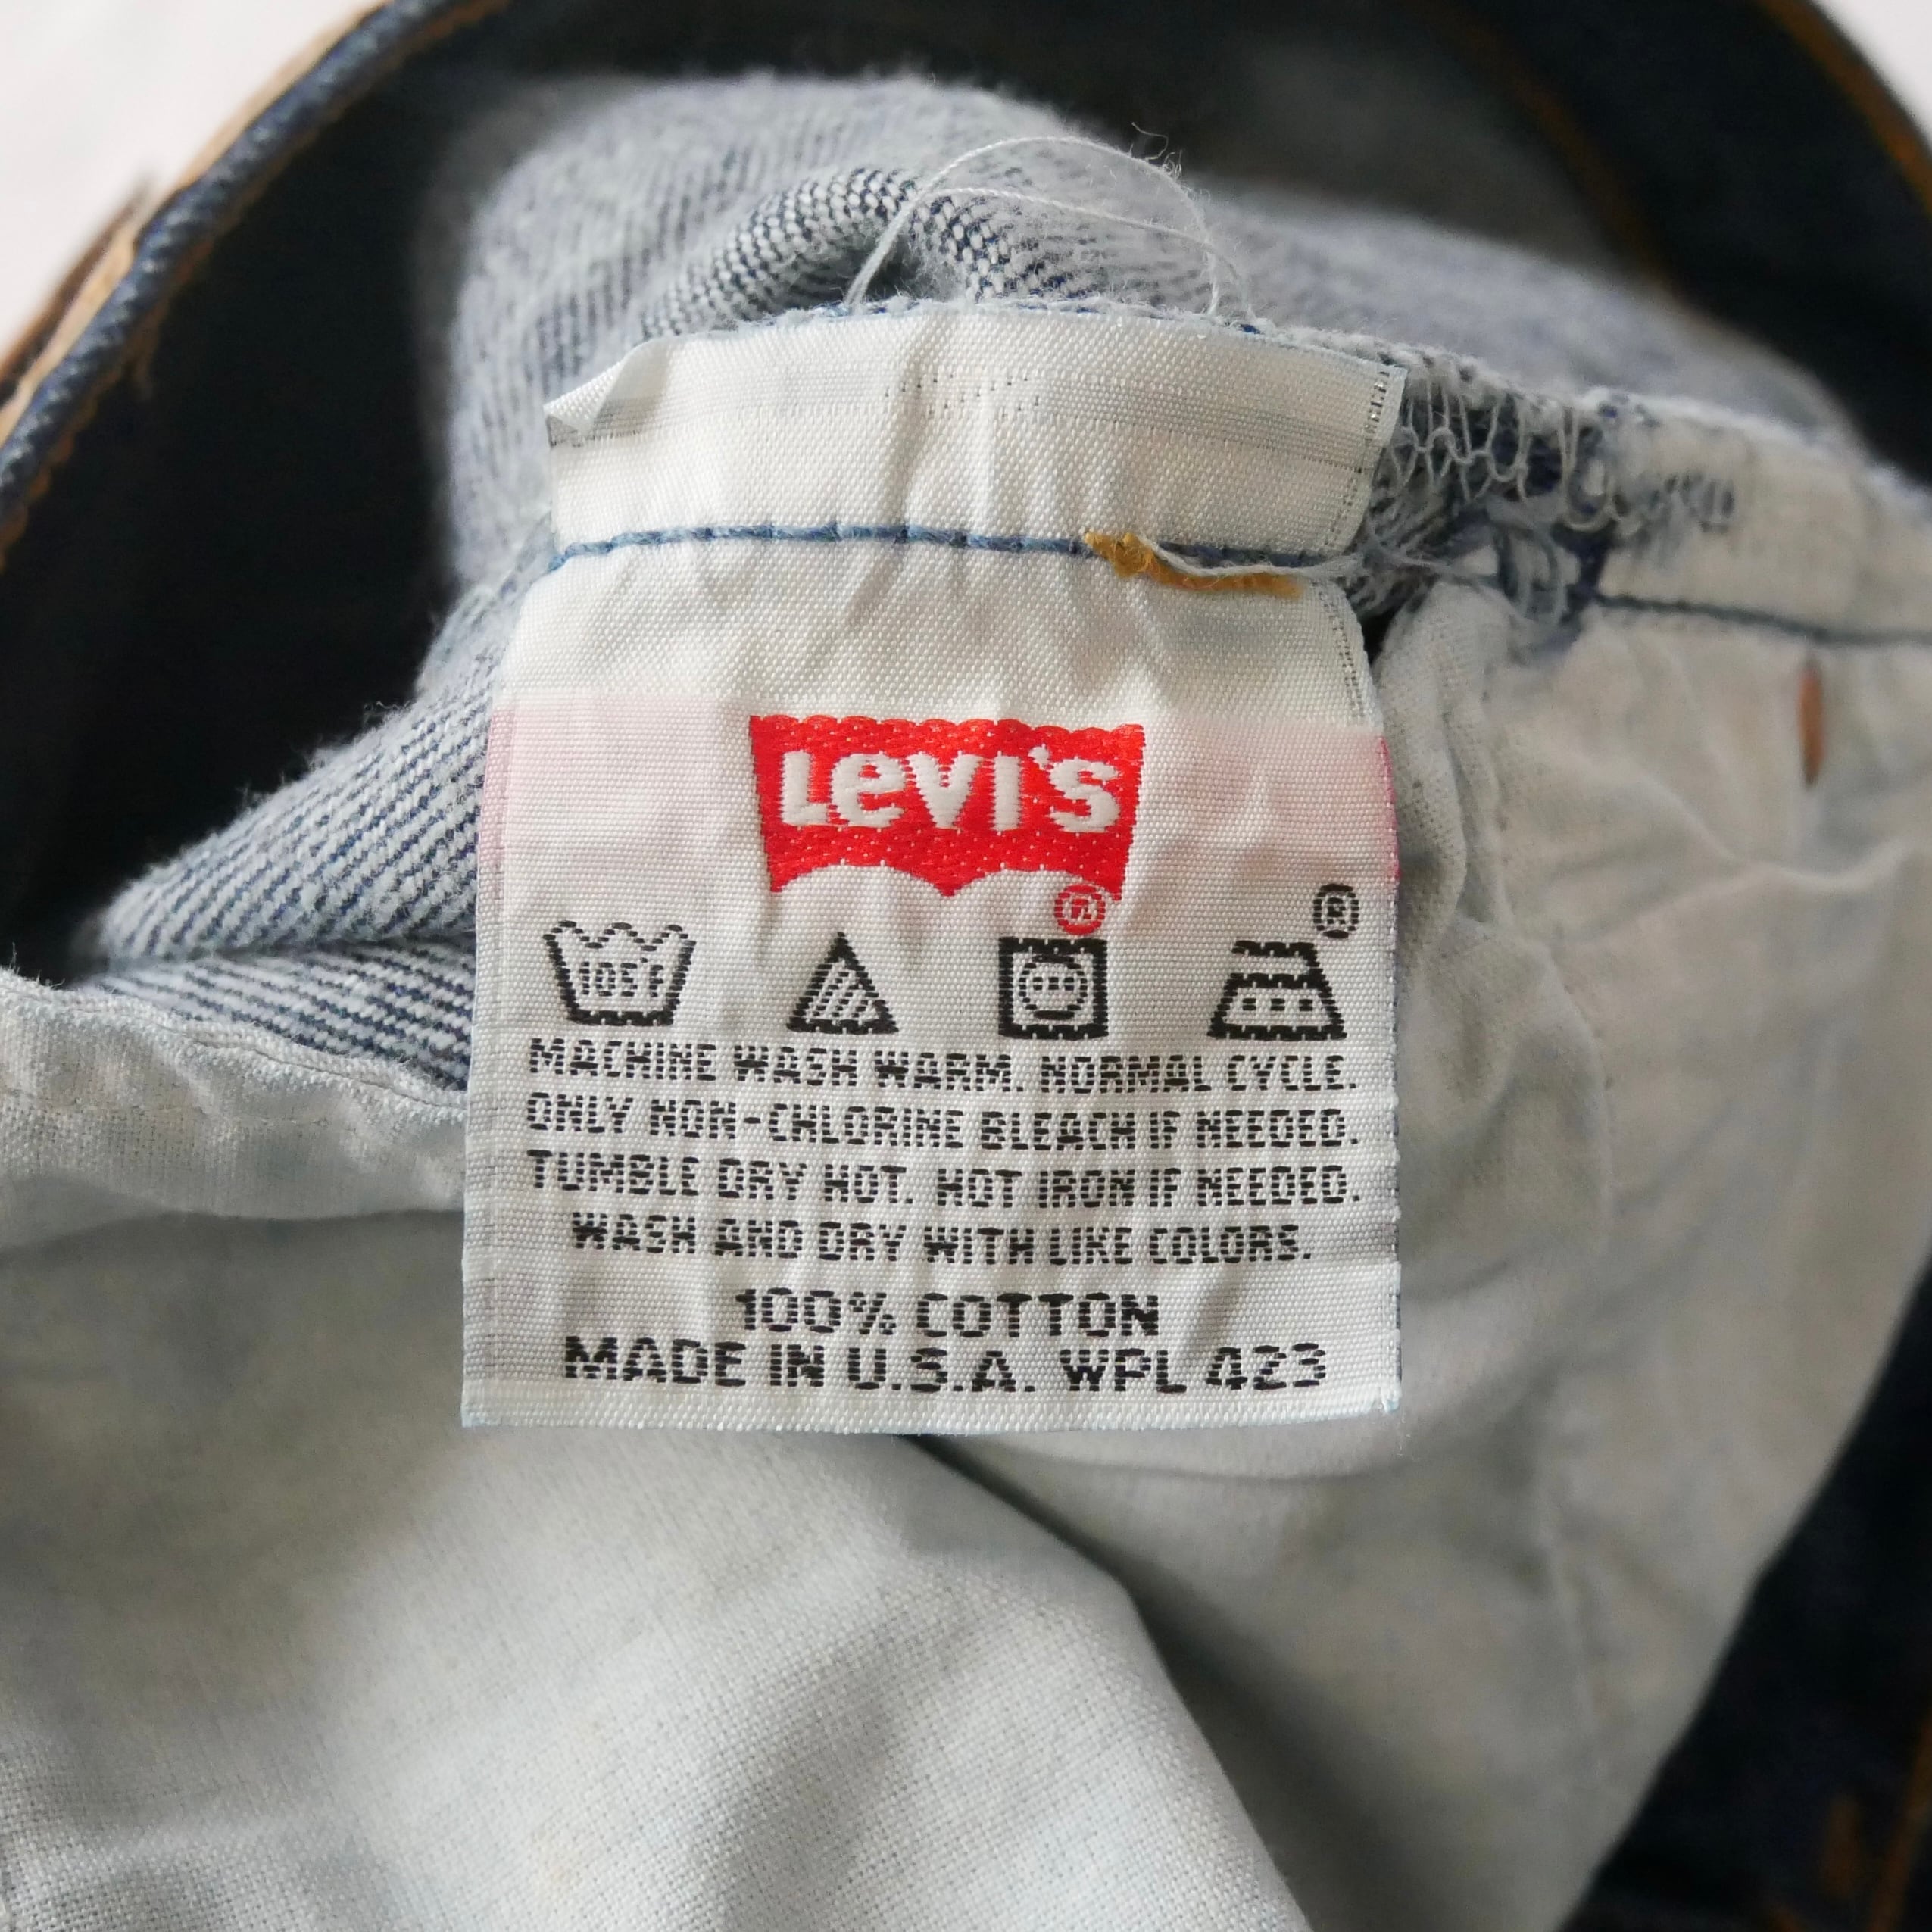 Levi's
®
®
105°F
MACHINE WASH WARM. NORMAL CYCLE.
ONLY NON-CHLORINE BLEACH IF NEEDED.
TUMBLE DRY HOT. HOT IRON IF NEEDED.
WASH AND DRY WITH LIKE COLORS.
100% COTTON
MADE IN U.S.A. WPL 423